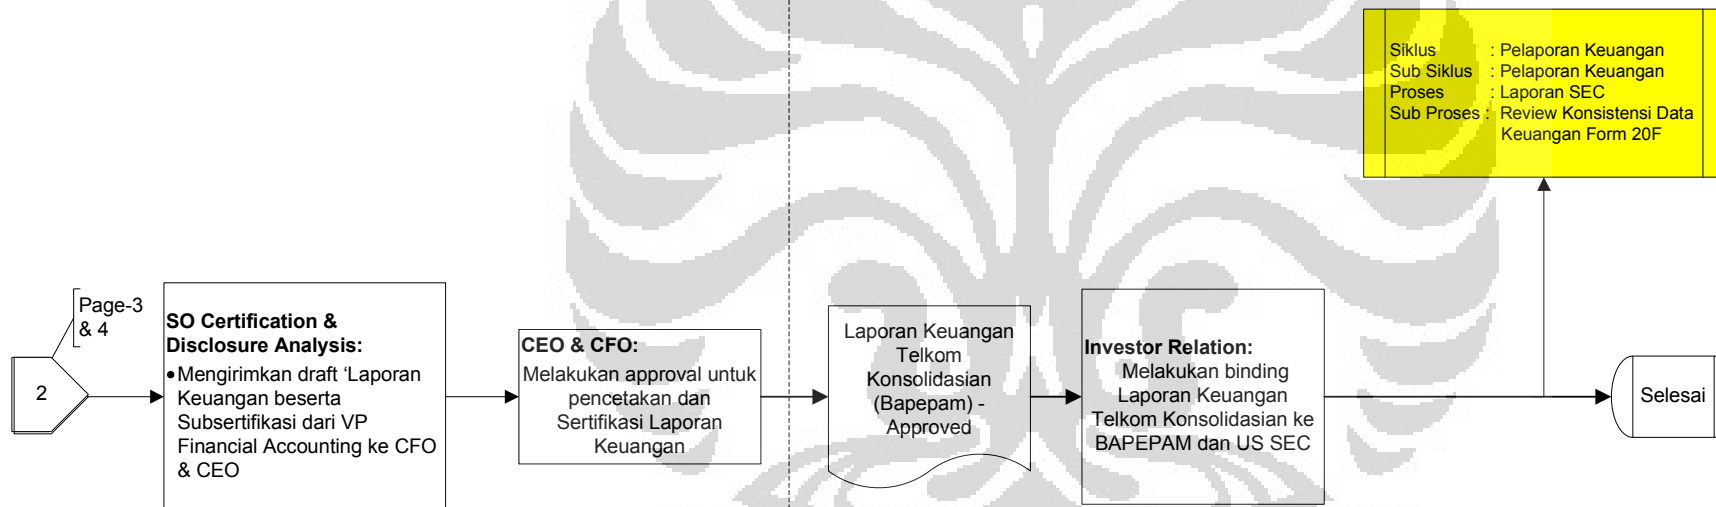 Siklus : Pelaporan Keuangan
Sub Siklus : Pelaporan Keuangan
Proses : Laporan SEC
Sub Proses : Review Konsistensi Data
Keuangan Form 20F
Page-3
& 4
2
SO Certification &
Disclosure Analysis:
•Mengirimkan draft ‘Laporan
Keuangan beserta
Subsertifikasi dari VP
Financial Accounting ke CFO
& CEO
CEO & CFO:
Melakukan approval untuk
pencetakan dan
Sertifikasi Laporan
Keuangan
Laporan Keuangan
Telkom
Konsolidasian
(Bapepam) -
Approved
Investor Relation:
Melakukan binding
Laporan Keuangan
Telkom Konsolidasian ke
BAPEPAM dan US SEC
Selesai